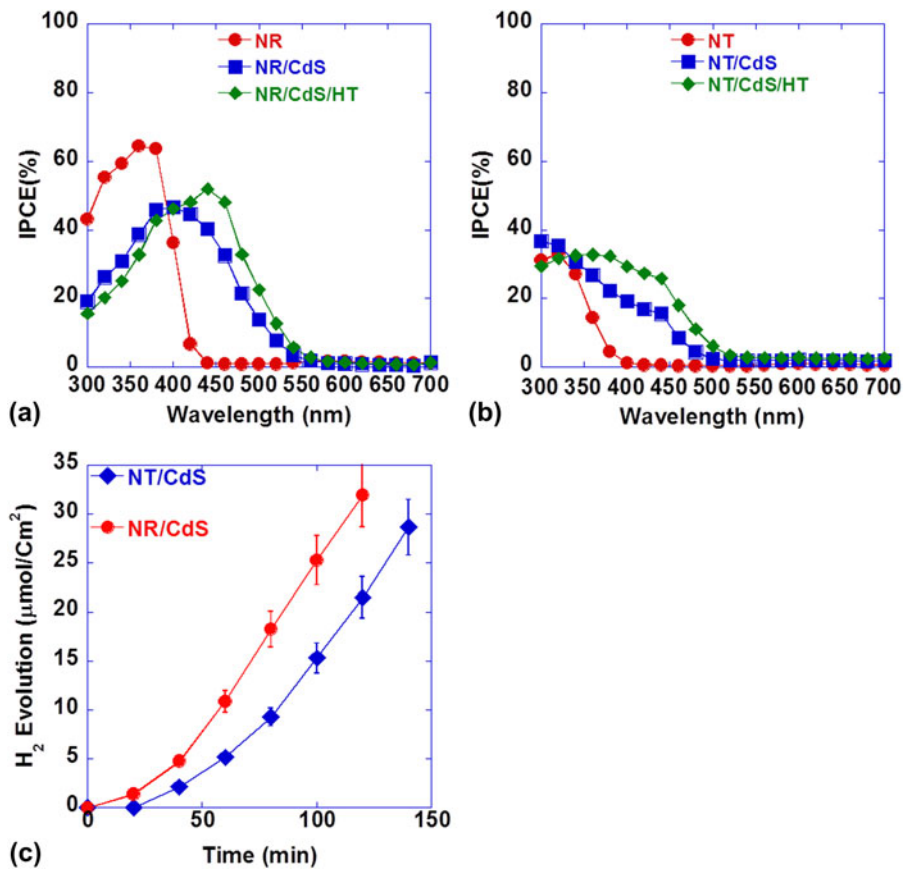 100
80
60
40
20
0
IPCE(%)
NR
NR/CdS
NR/CdS/HT
300 350 400 450 500 550 600 650 700
Wavelength (nm)
(a)
100
80
60
40
20
0
IPCE(%)
NT
NT/CdS
NT/CdS/HT
300 350 400 450 500 550 600 650 700
Wavelength (nm)
(b)
35
30
25
20
15
10
5
0
H₂ Evolution (μmol/Cm²)
NT/CdS
NR/CdS
0 50 100 150
Time (min)
(c)